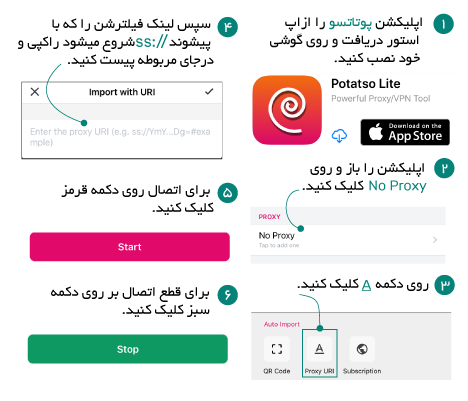 ۱
اپلیکشن پوتاتسو را ازاپ
استور دریافت و روی گوشی
خود نصب کنید.
Potatso Lite
Powerful Proxy/VPN Tool
Download on the
App Store
۲
اپلیکشن را باز و روی
No Proxy کلیک کنید.
PROXY
No Proxy
Tap to add one
۳
روی دکمه A کلیک کنید.
Auto Import
QR Code
A
Proxy URI
Subscription
۴
سپس لینک فیلترشن را که با
پیشوند ss://شروع میشود راکپی و
درجای مربوطه پیست کنید.
Import with URI
Enter the proxy URI (e.g. ss://YmY...Dg=#exa
mple)
۵
برای اتصال روی دکمه قرمز
کلیک کنید.
Start
۶
برای قطع اتصال بر روی دکمه
سبز کلیک کنید.
Stop